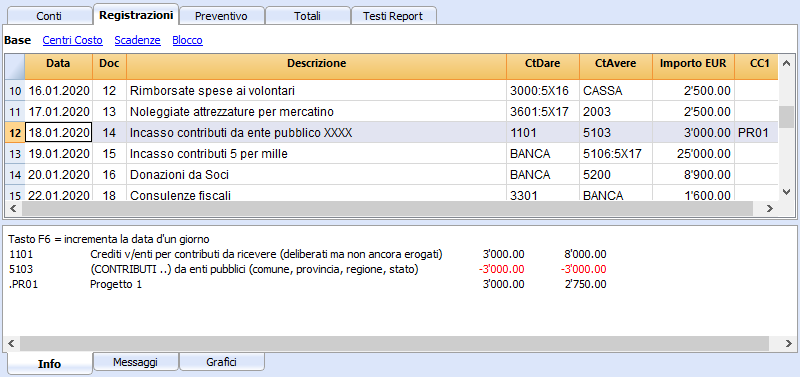 Conti Registrazioni Preventivo Totali Testi Report
Base Centri Costo Scadenze Blocco
Data Doc Descrizione CtDare CtAvere Importo EUR CC1
10 16.01.2020 12 Rimborsate spese ai volontari 3000:5X16 CASSA 2'500.00
11 17.01.2020 13 Noleggiate attrezzature per mercatino 3601:5X17 2003 2'500.00
12 18.01.2020 14 Incasso contributi da ente pubblico XXXX 1101 5103 3'000.00 PR01
13 19.01.2020 15 Incasso contributi 5 per mille BANCA 5106:5X17 25'000.00
14 20.01.2020 16 Donazioni da Soci BANCA 5200 8'900.00
15 22.01.2020 18 Consulenze fiscali 3301 BANCA 1'600.00
Tasto F6 = incrementa la data d'un giorno
1101 Crediti v/enti per contributi da ricevere (deliberati ma non ancora erogati) 3'000.00 8'000.00
5103 (CONTRIBUTI ..) da enti pubblici (comune, provincia, regione, stato) -3'000.00 -3'000.00
.PR01 Progetto 1 3'000.00 2'750.00
Info Messaggi Grafici